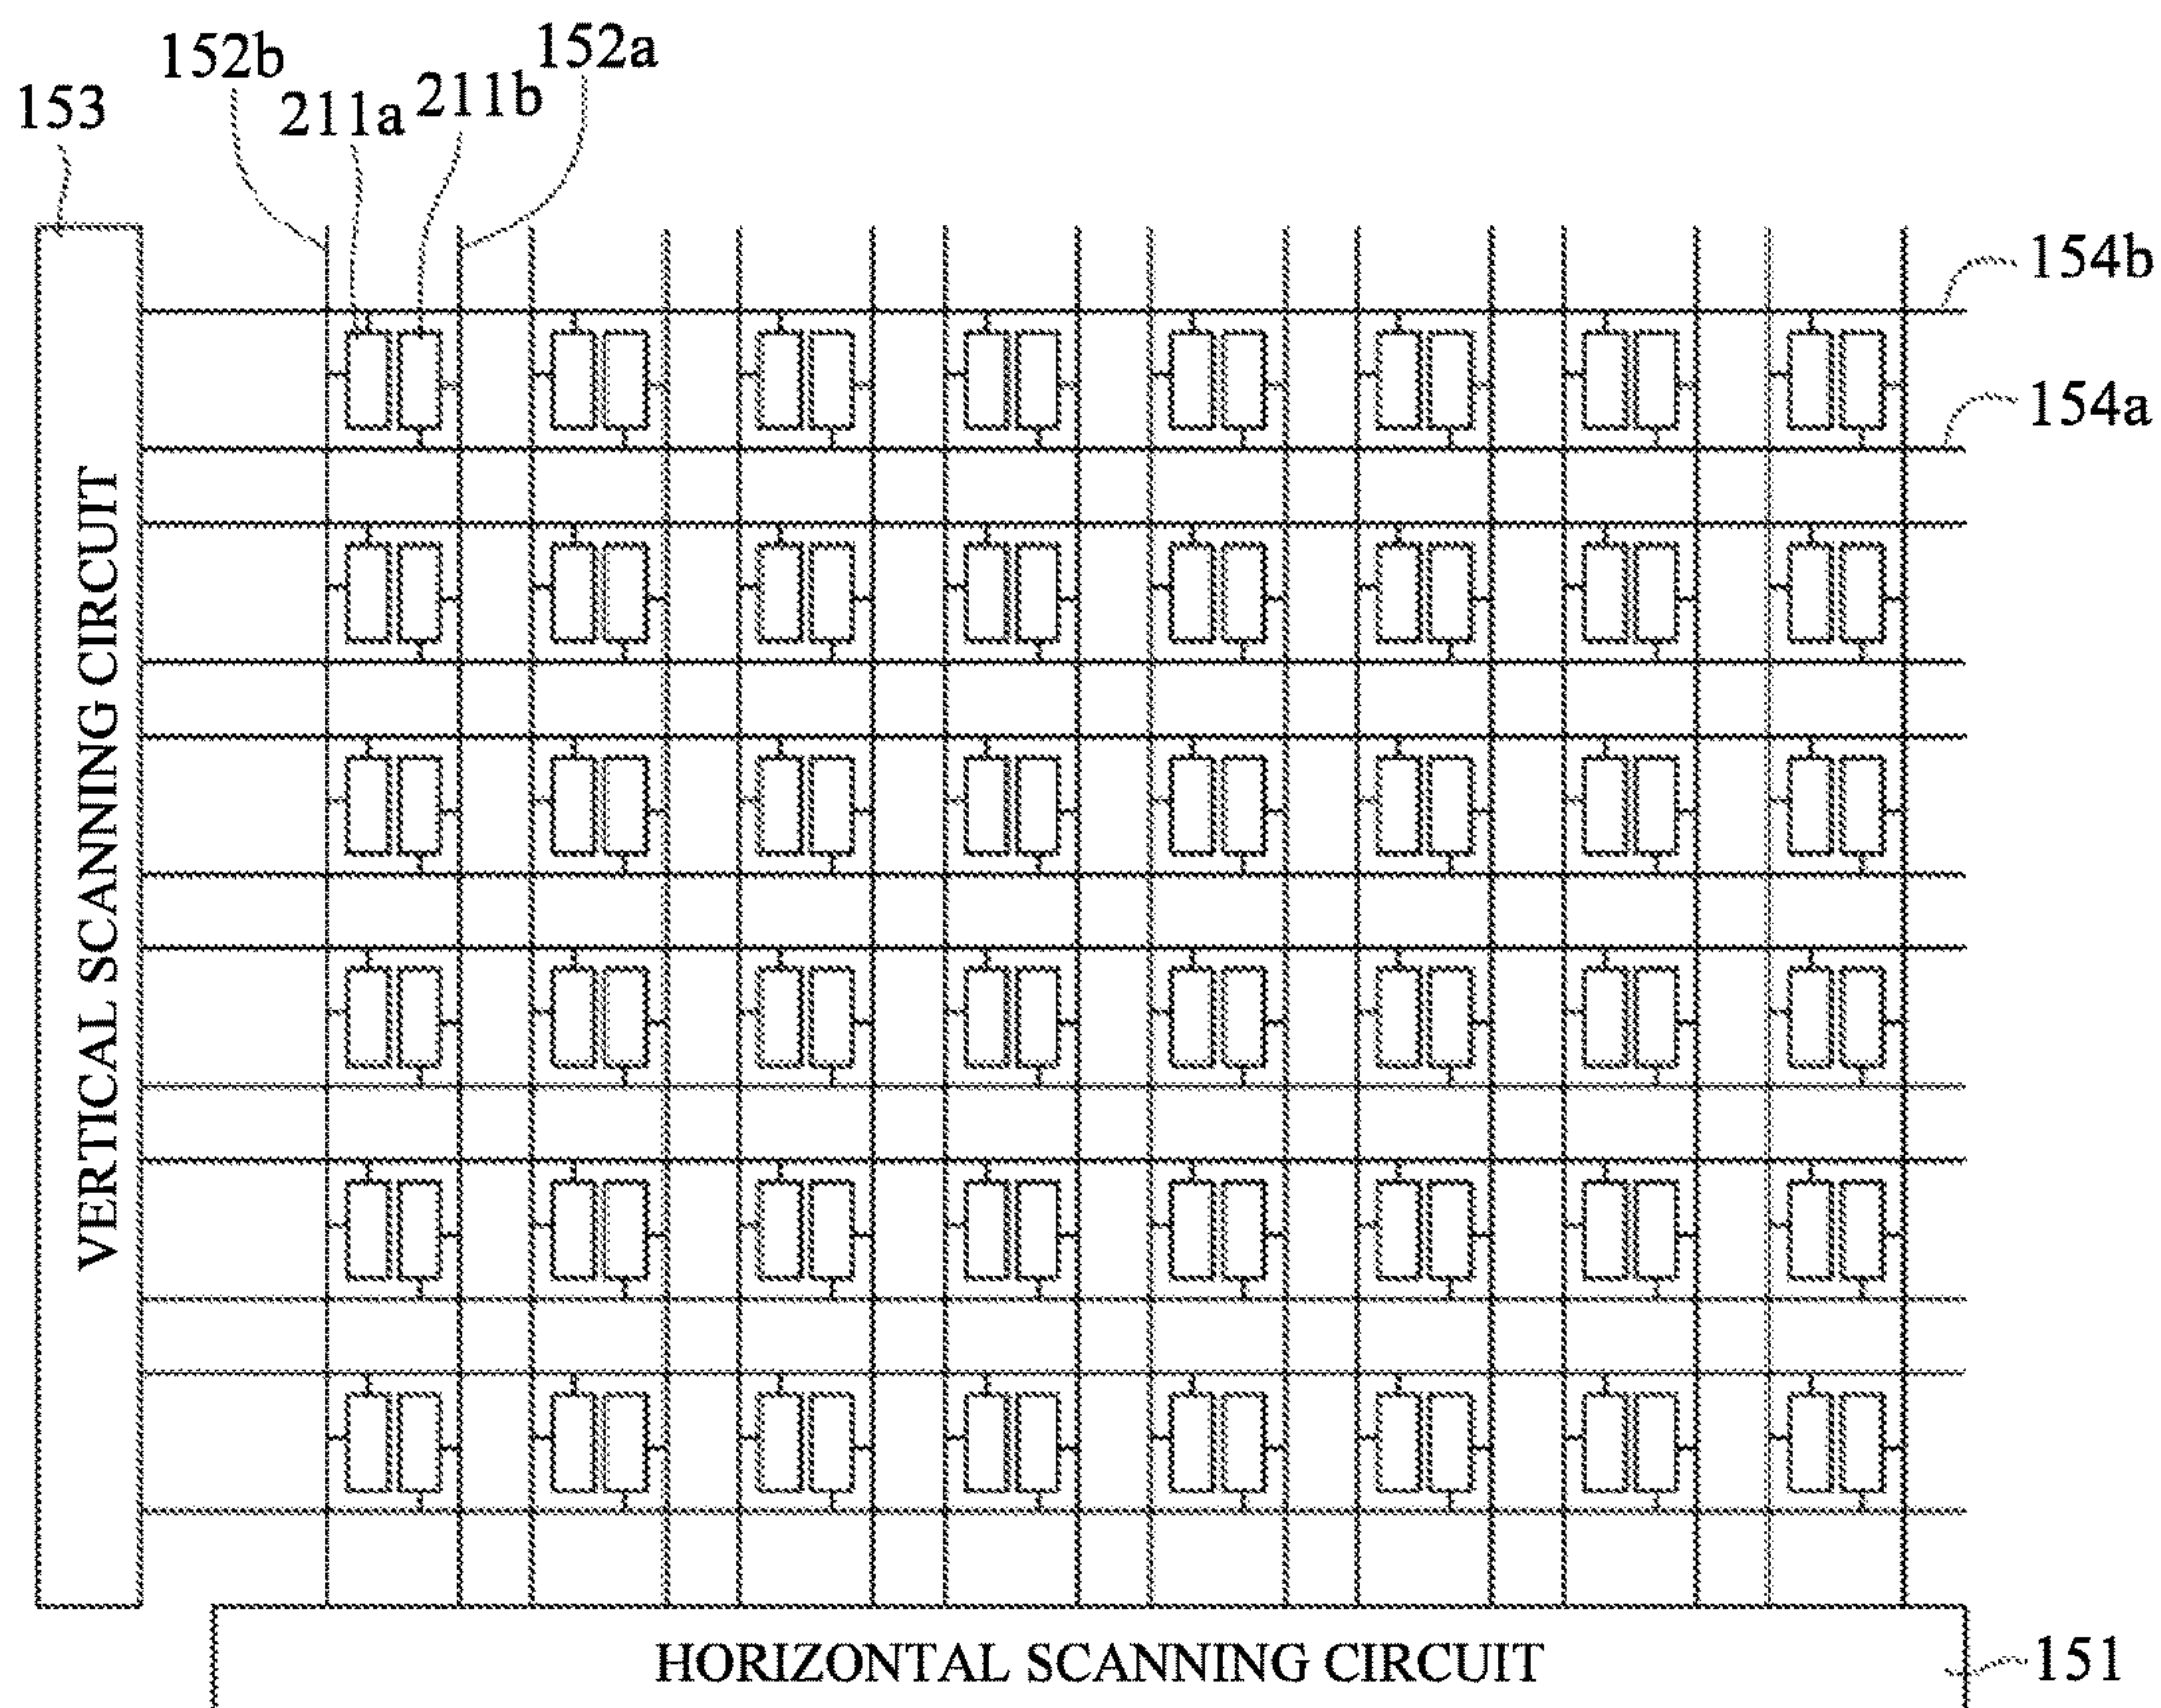 152b
152a
211a
211b
153
154b
154a
VERTICAL SCANNING CIRCUIT
HORIZONTAL SCANNING CIRCUIT
151